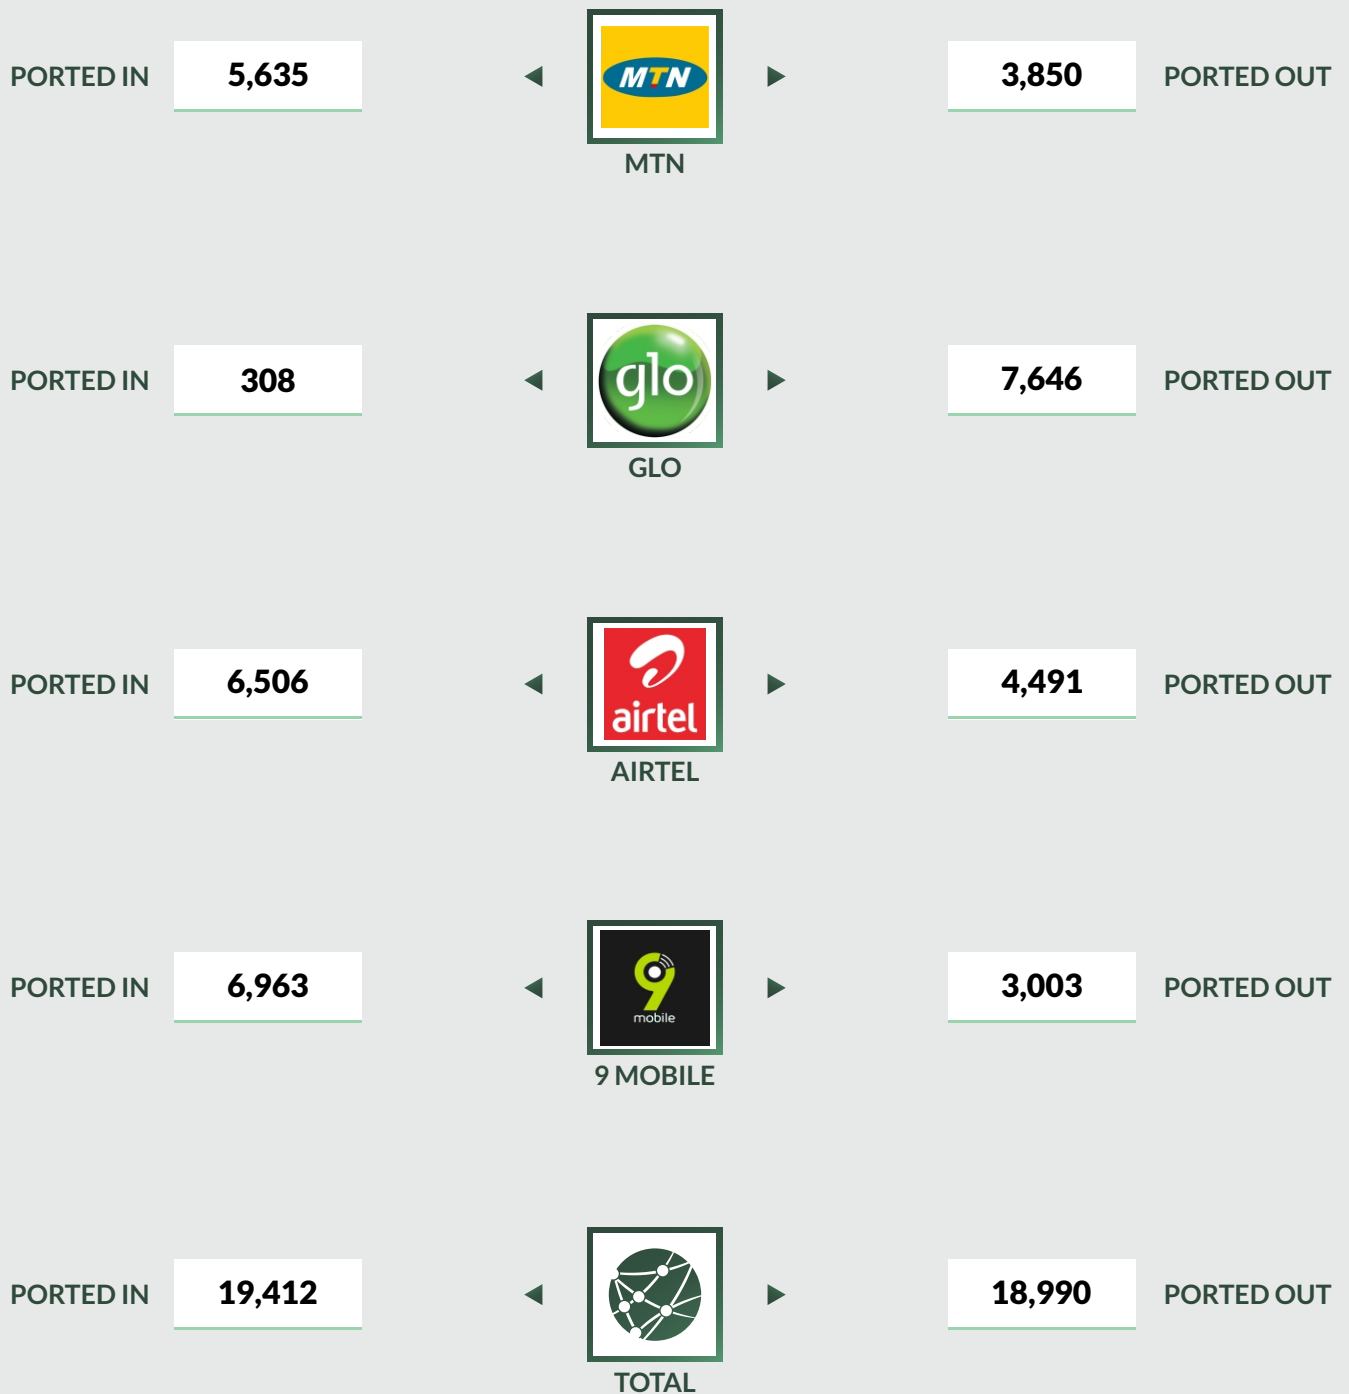 PORTED IN 5,635 MTN 3,850 PORTED OUT
MTN
PORTED IN 308 glo 7,646 PORTED OUT
GLO
PORTED IN 6,506 airtel 4,491 PORTED OUT
AIRTEL
PORTED IN 6,963 9 mobile 3,003 PORTED OUT
9 MOBILE
PORTED IN 19,412 18,990 PORTED OUT
TOTAL